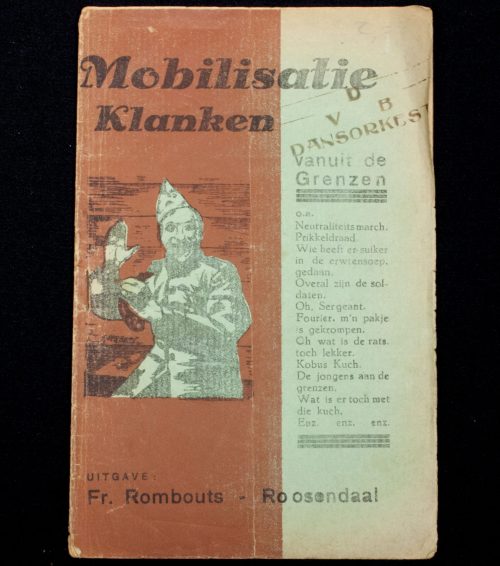 Mobilisatie
Klanken
D
V B
DANSORKEST
Vanuit de
Grenzen
o.a.
Neutraliteitsmarch.
Prikkeldraad.
Wie heeft er suiker
in de erwtensoep.
gedaan.
Overal zijn de sol-
daten.
Oh, Sergeant.
Fourier. m'n pakje
is gekrompen.
Oh wat is de rats.
toch lekker.
Kobus Kuch.
De jongens aan de
grenzen.
Wat is er toch met
die kuch.
Enz. enz. enz.
UITGAVE:
Fr. Rombouts - Roosendaal